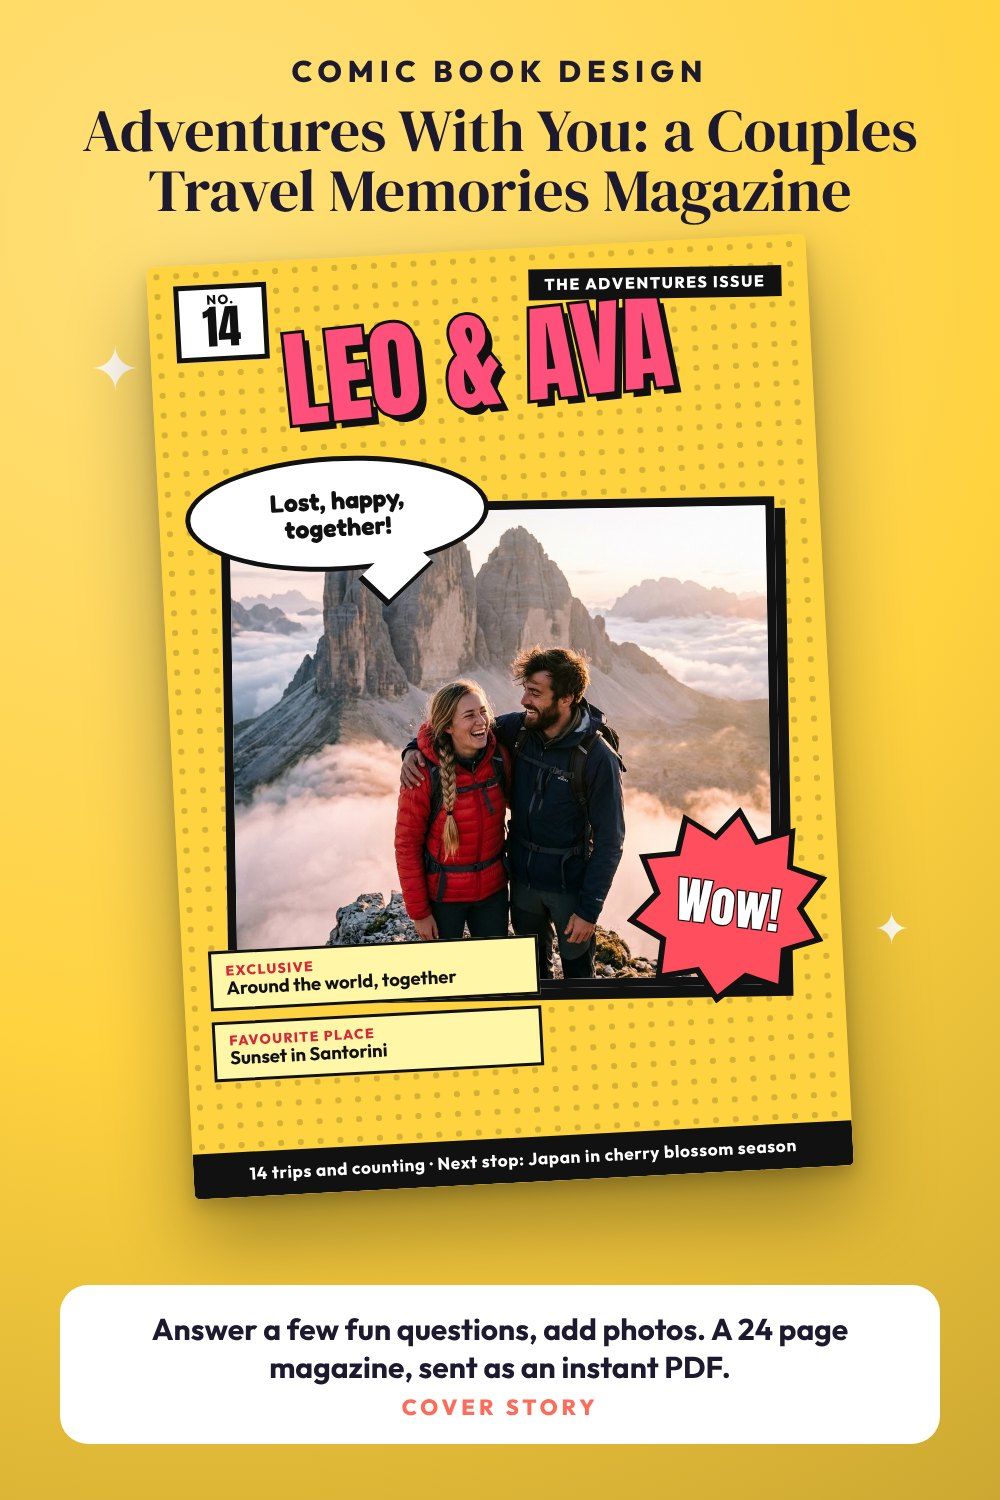 COMIC BOOK DESIGN
Adventures With You: a Couples
Travel Memories Magazine
THE ADVENTURES ISSUE
NO.
14
LEO & AVA
Lost, happy,
together!
Wow!
EXCLUSIVE
Around the world, together
FAVOURITE PLACE
Sunset in Santorini
14 trips and counting · Next stop: Japan in cherry blossom season
Answer a few fun questions, add photos. A 24 page
magazine, sent as an instant PDF.
COVER STORY